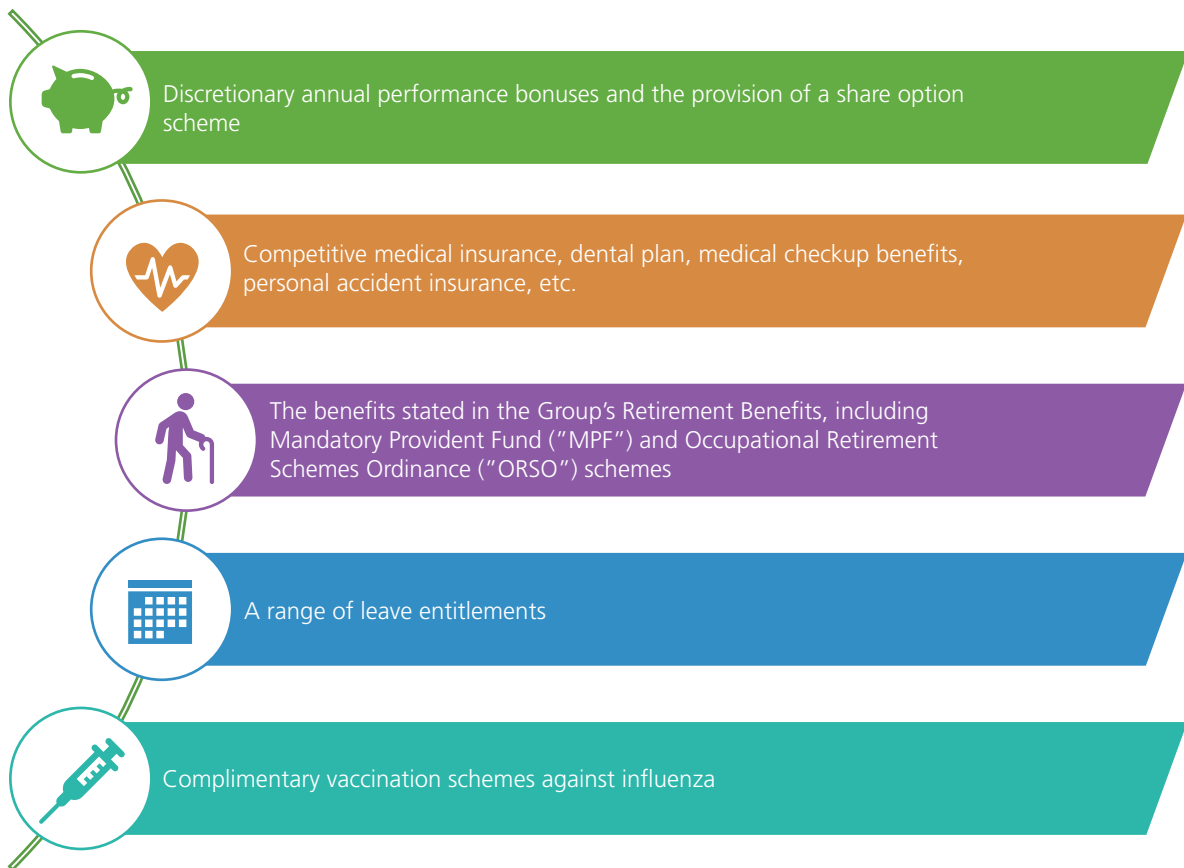 Discretionary annual performance bonuses and the provision of a share option
scheme
Competitive medical insurance, dental plan, medical checkup benefits,
personal accident insurance, etc.
The benefits stated in the Group’s Retirement Benefits, including
Mandatory Provident Fund (”MPF”) and Occupational Retirement
Schemes Ordinance (”ORSO”) schemes
A range of leave entitlements
Complimentary vaccination schemes against influenza